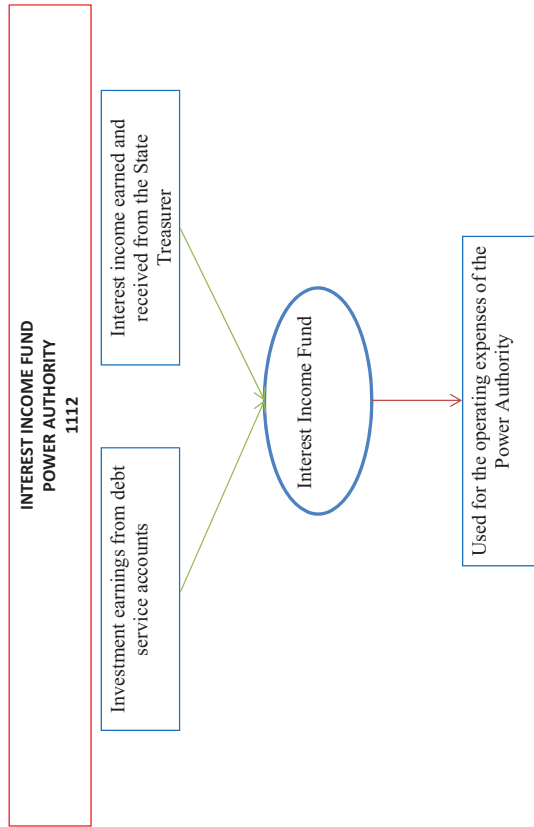 INTEREST INCOME FUND
POWER AUTHORITY
1112
Investment earnings from debt
service accounts
Interest income earned and
received from the State
Treasurer
Interest Income Fund
Used for the operating expenses of the
Power Authority